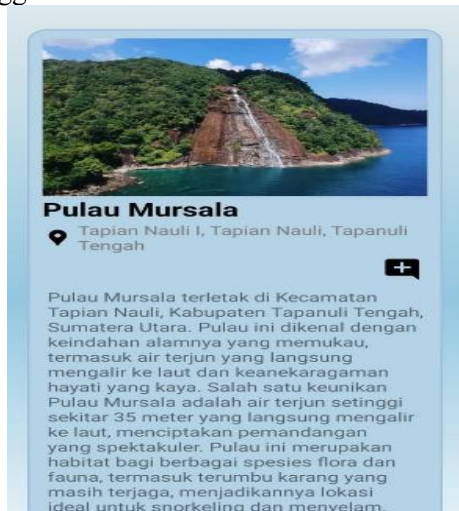 Pulau Mursala
Tapian Nauli I, Tapian Nauli, Tapanuli
Tengah
Pulau Mursala terletak di Kecamatan
Tapian Nauli, Kabupaten Tapanuli Tengah,
Sumatera Utara. Pulau ini dikenal dengan
keindahan alamnya yang memukau,
termasuk air terjun yang langsung
mengalir ke laut dan keanekaragaman
hayati yang kaya. Salah satu keunikan
Pulau Mursala adalah air terjun setinggi
sekitar 35 meter yang langsung mengalir
ke laut, menciptakan pemandangan
yang spektakuler. Pulau ini merupakan
habitat bagi berbagai spesies flora dan
fauna, termasuk terumbu karang yang
masih terjaga, menjadikannya lokasi
ideal untuk snorkeling dan menyelam.